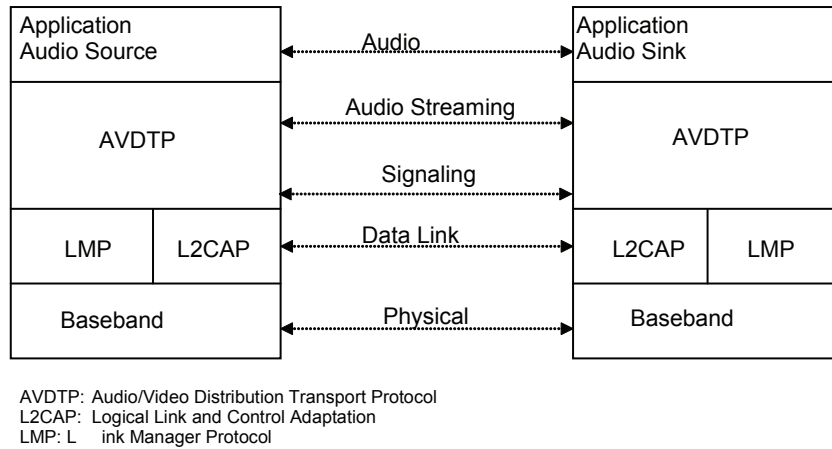 Application
Audio Source
Audio
Application
Audio Sink
AVDTP
Audio Streaming
Signaling
AVDTP
LMP
L2CAP
Data Link
L2CAP
LMP
Baseband
Physical
Baseband
AVDTP: Audio/Video Distribution Transport Protocol
L2CAP: Logical Link and Control Adaptation
LMP: L ink Manager Protocol